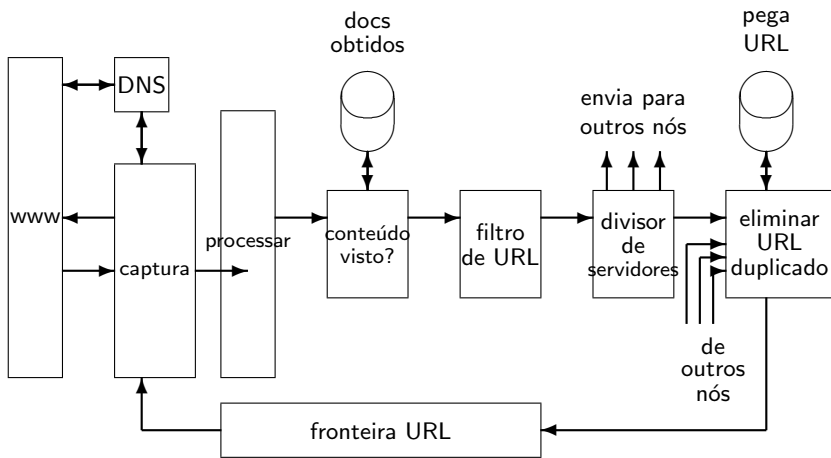 docs
obtidos
pega
URL
DNS
envia para
outros nós
www
processar
captura
conteúdo
visto?
filtro
de URL
divisor
de
servidores
eliminar
URL
duplicado
de
outros
nós
fronteira URL